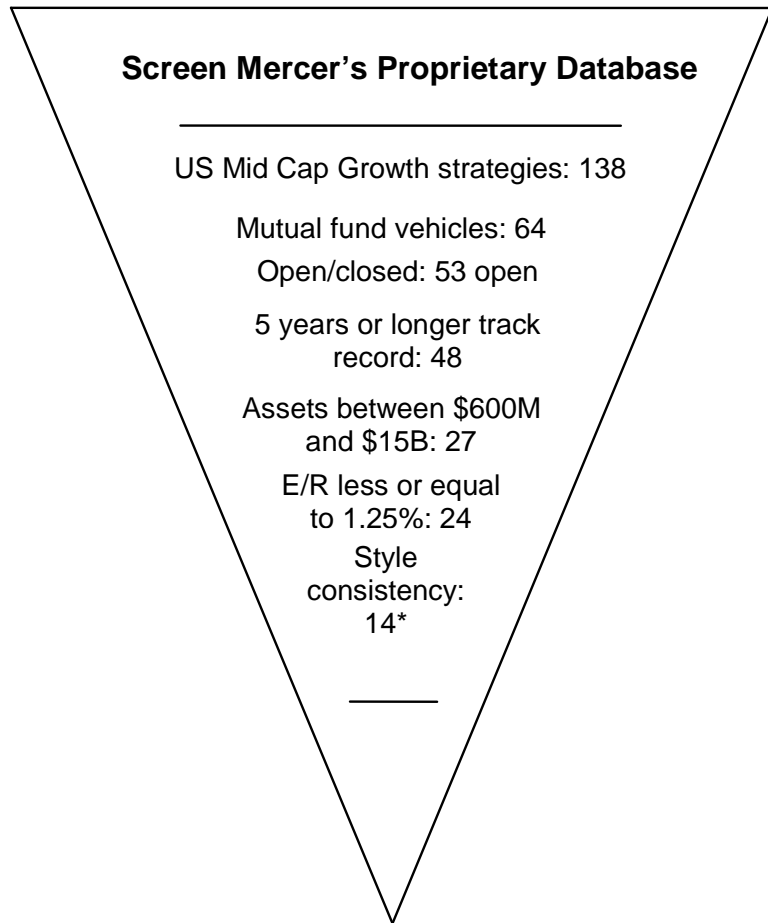 Screen Mercer's Proprietary Database
US Mid Cap Growth strategies: 138
Mutual fund vehicles: 64
Open/closed: 53 open
5 years or longer track
record: 48
Assets between $600M
and $15B: 27
E/R less or equal
to 1.25%: 24
Style
consistency:
14*